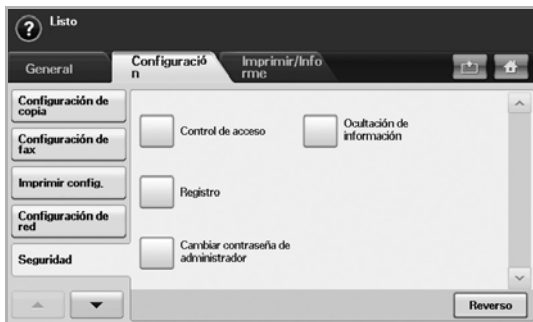 ?
Listo
General
Configuració
n
Imprimir/Info
rme
Configuración de
copia
Configuración de
fax
Imprimir config.
Configuración de
red
Seguridad
Control de acceso
Ocultación de
información
Registro
Cambiar contraseña de
administrador
Reverso